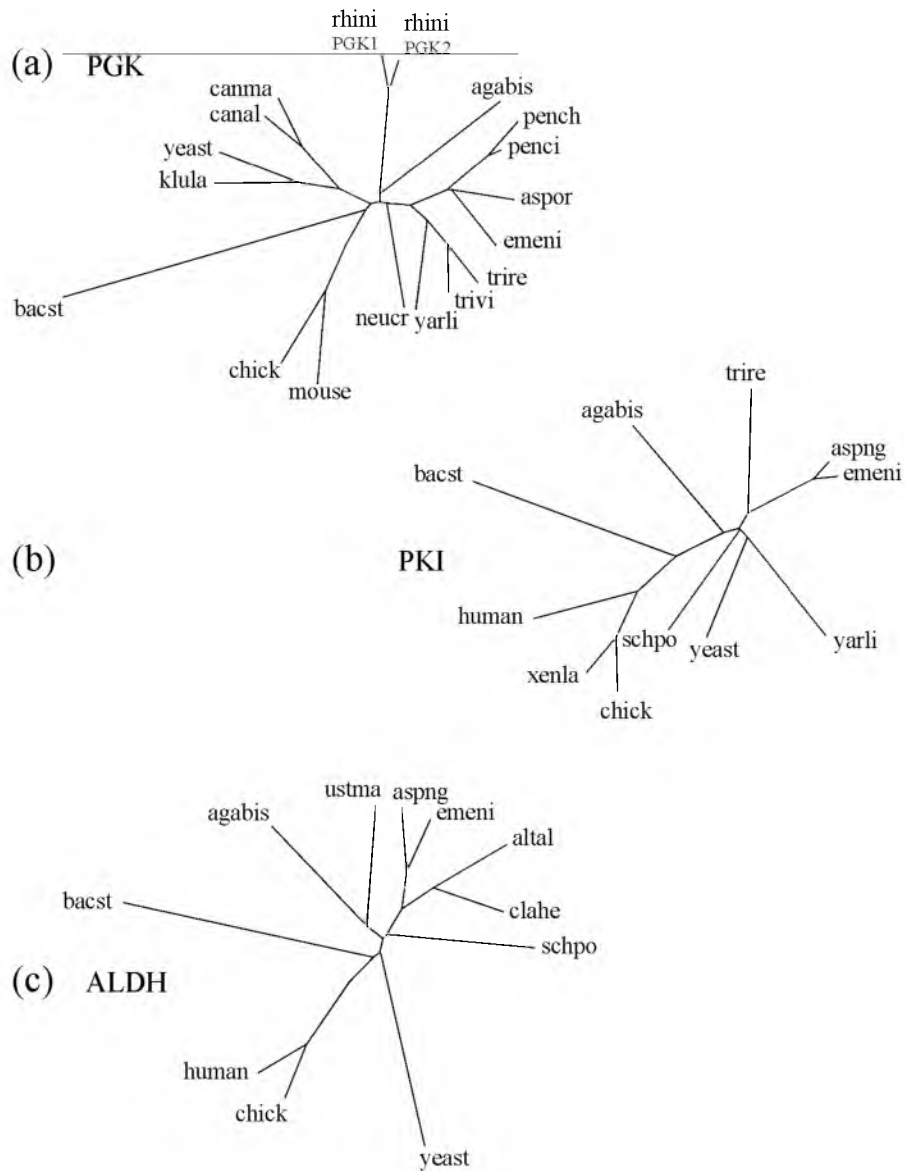 rhini rhini
PGK1 PGK2
(a) PGK
canma
agabis
canal
pench
yeast
penci
klula
aspor
emeni
trire
bacst
trivi
neucr yarli
chick
mouse
trire
agabis
aspng
bacst
emeni
(b) PKI
human
schpo
yeast
yarli
xenla
chick
ustma aspng
agabis
emeni
altal
bacst
clahe
schpo
(c) ALDH
human
chick
yeast